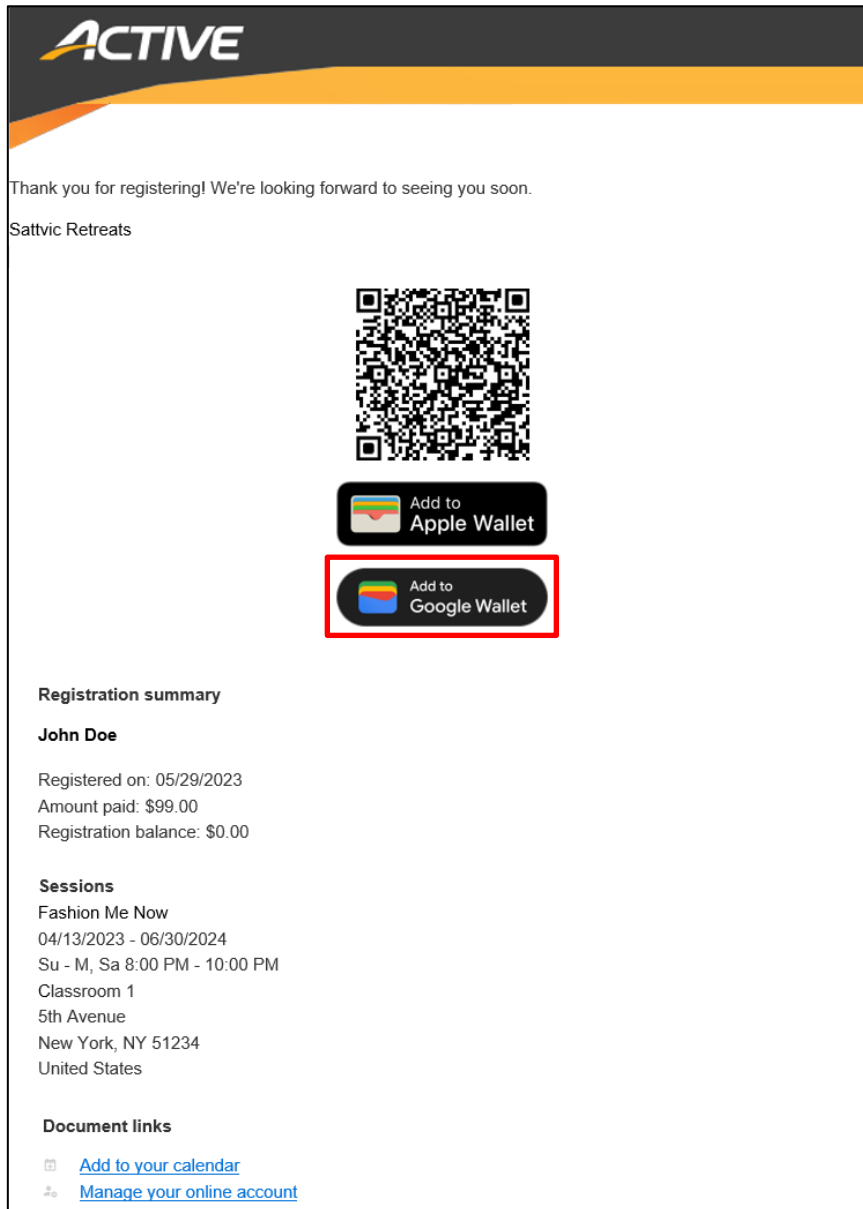 ACTIVE
Thank you for registering! We're looking forward to seeing you soon.
Sattvic Retreats
Add to
Apple Wallet
Add to
Google Wallet
Registration summary
John Doe
Registered on: 05/29/2023
Amount paid: $99.00
Registration balance: $0.00
Sessions
Fashion Me Now
04/13/2023 - 06/30/2024
Su - M, Sa 8:00 PM - 10:00 PM
Classroom 1
5th Avenue
New York, NY 51234
United States
Document links
Add to your calendar
Manage your online account